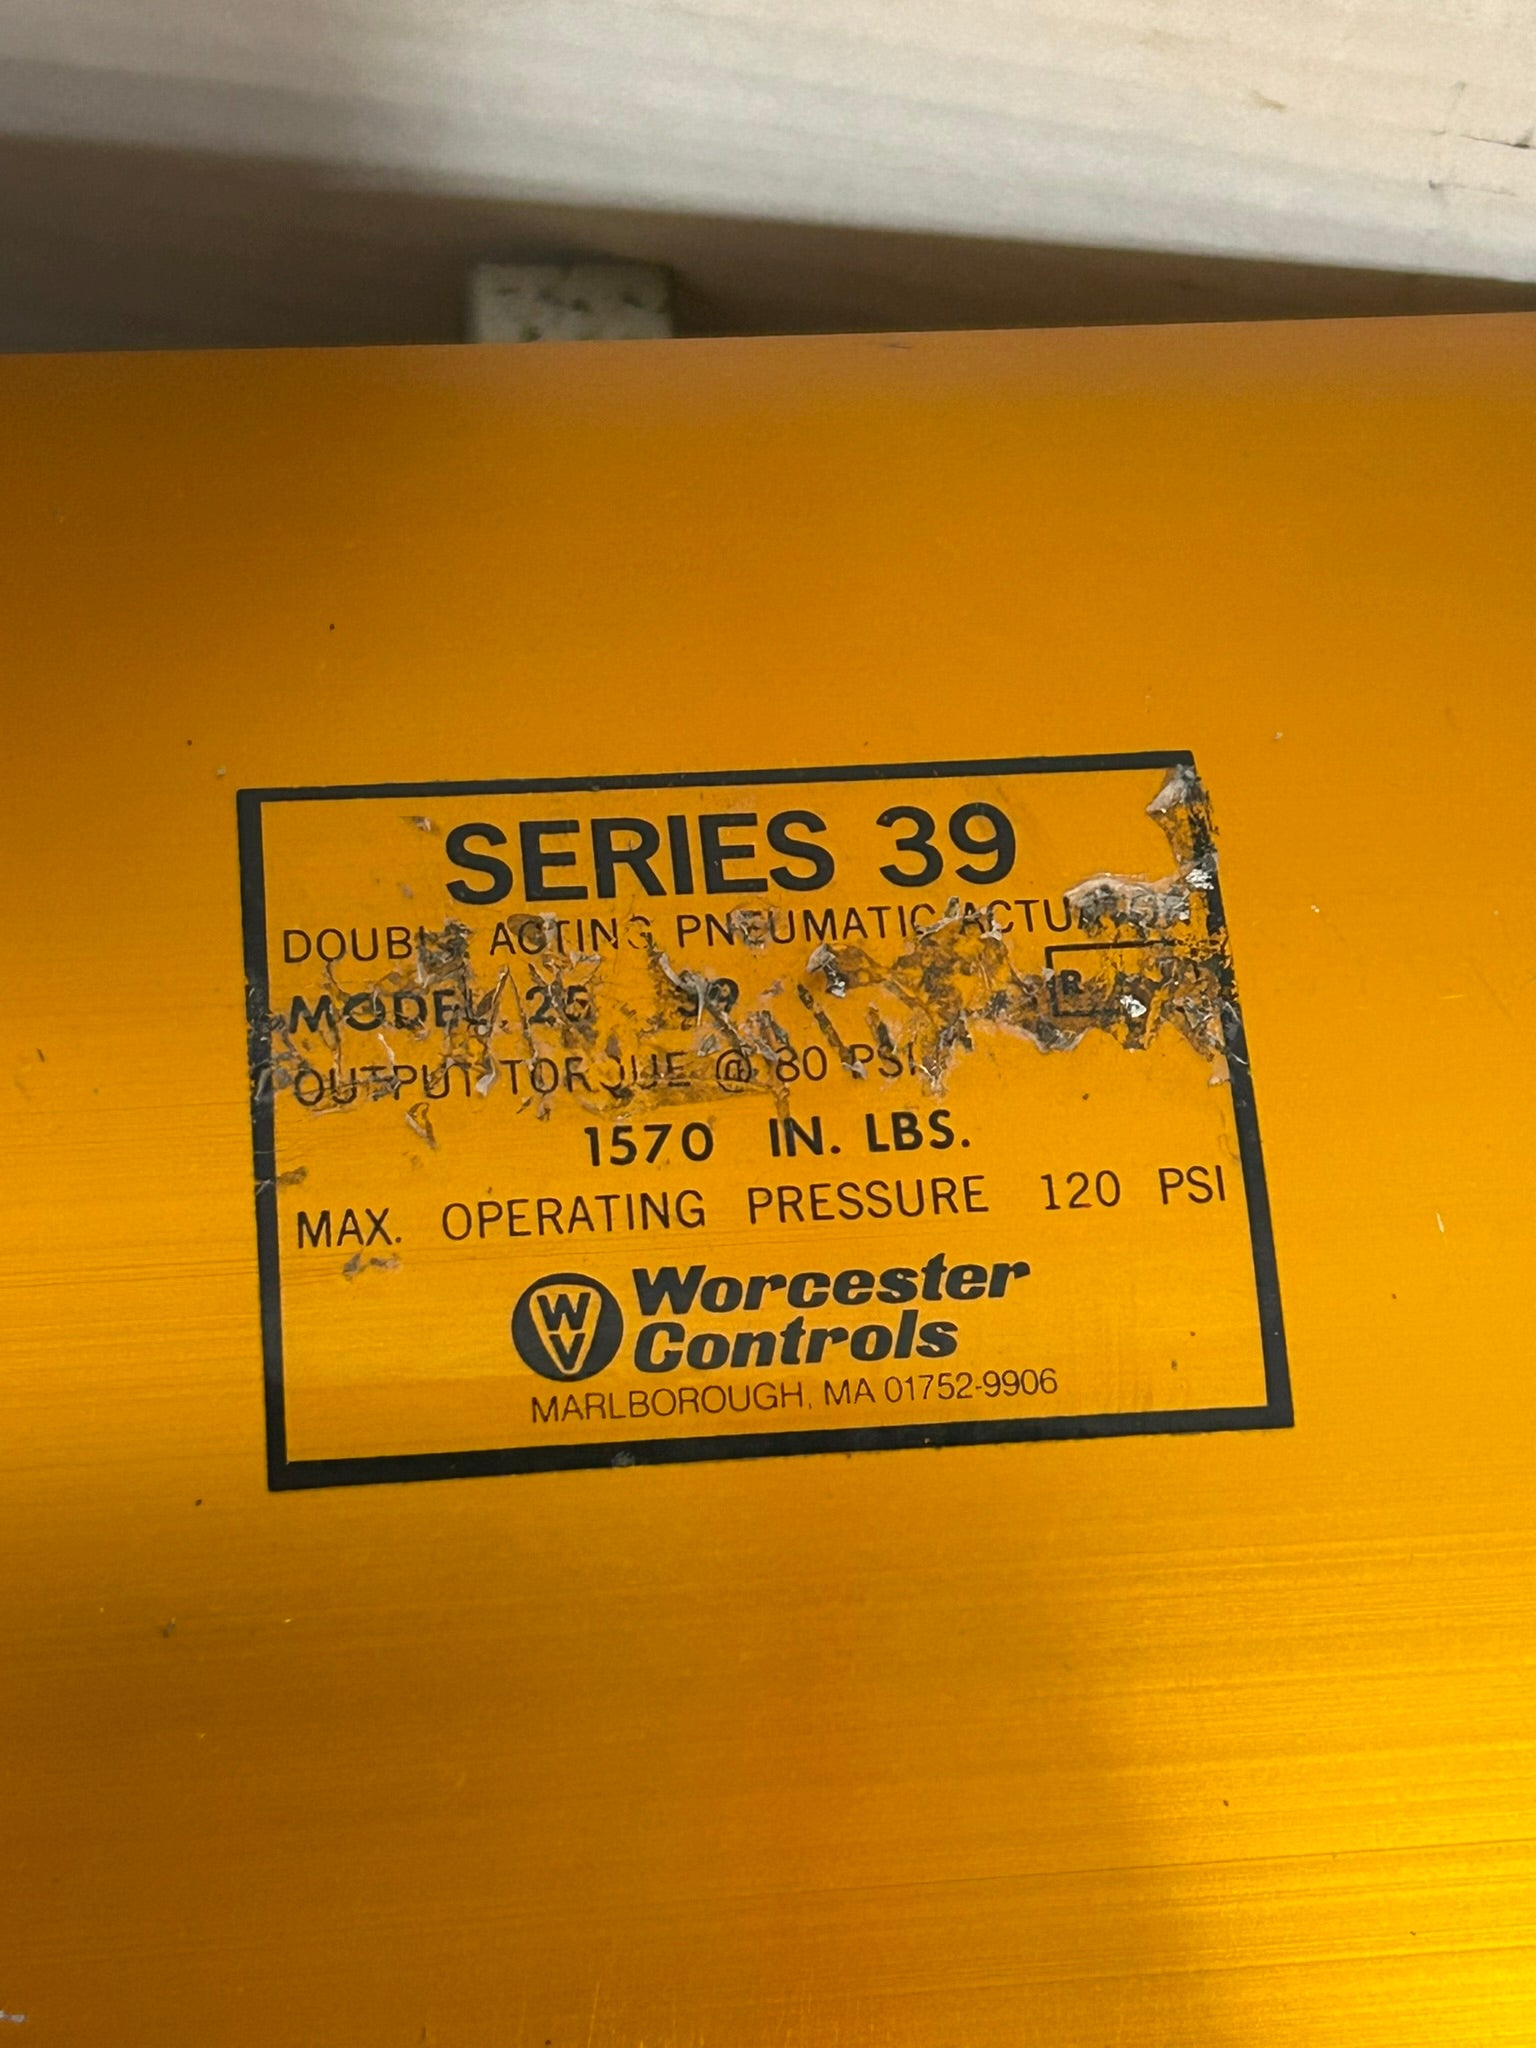 SERIES 39
DOUBLE ACTING PNEUMATIC ACTUATOR
MODEL 25 39
R
OUTPUT TORQUE @ 80 PSI
1570 IN. LBS.
MAX. OPERATING PRESSURE 120 PSI
W V
Worcester
Controls
MARLBOROUGH, MA 01752-9906